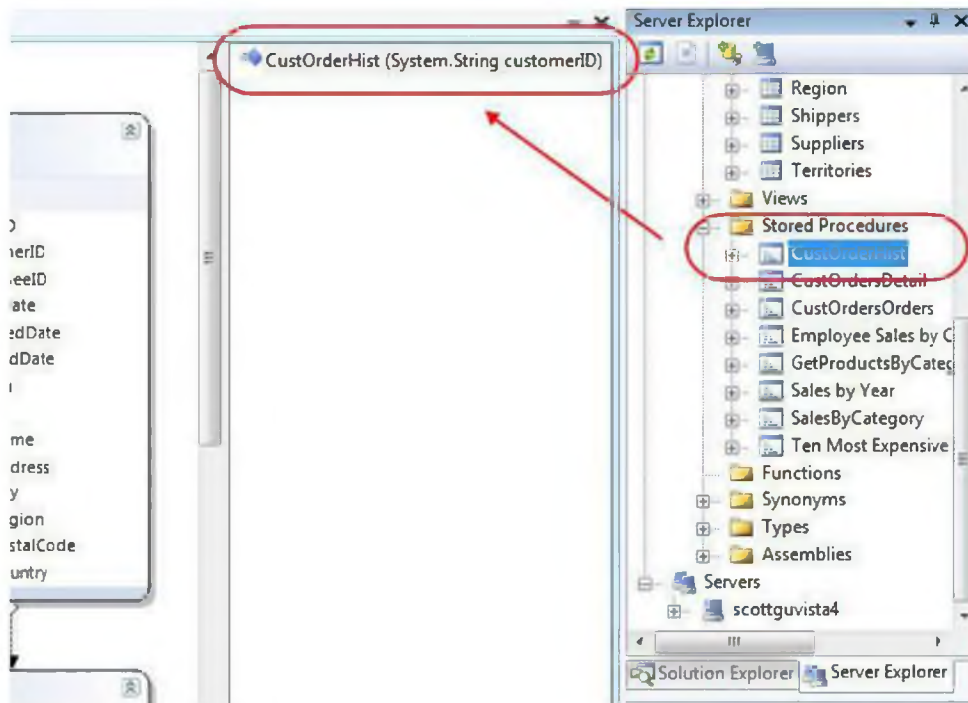 Server Explorer
CustOrderHist (System.String customerID)
Region
Shippers
Suppliers
Territories
Views
Stored Procedures
CustOrderHist
CustOrdersDetail
CustOrdersOrders
Employee Sales by C
GetProductsByCateg
Sales by Year
SalesByCategory
Ten Most Expensive
Functions
Synonyms
Types
Assemblies
Servers
scottguvista4
Solution Explorer
Server Explorer
D
nerID
eeID
ate
edDate
dDate
me
dress
y
gion
stalCode
untry